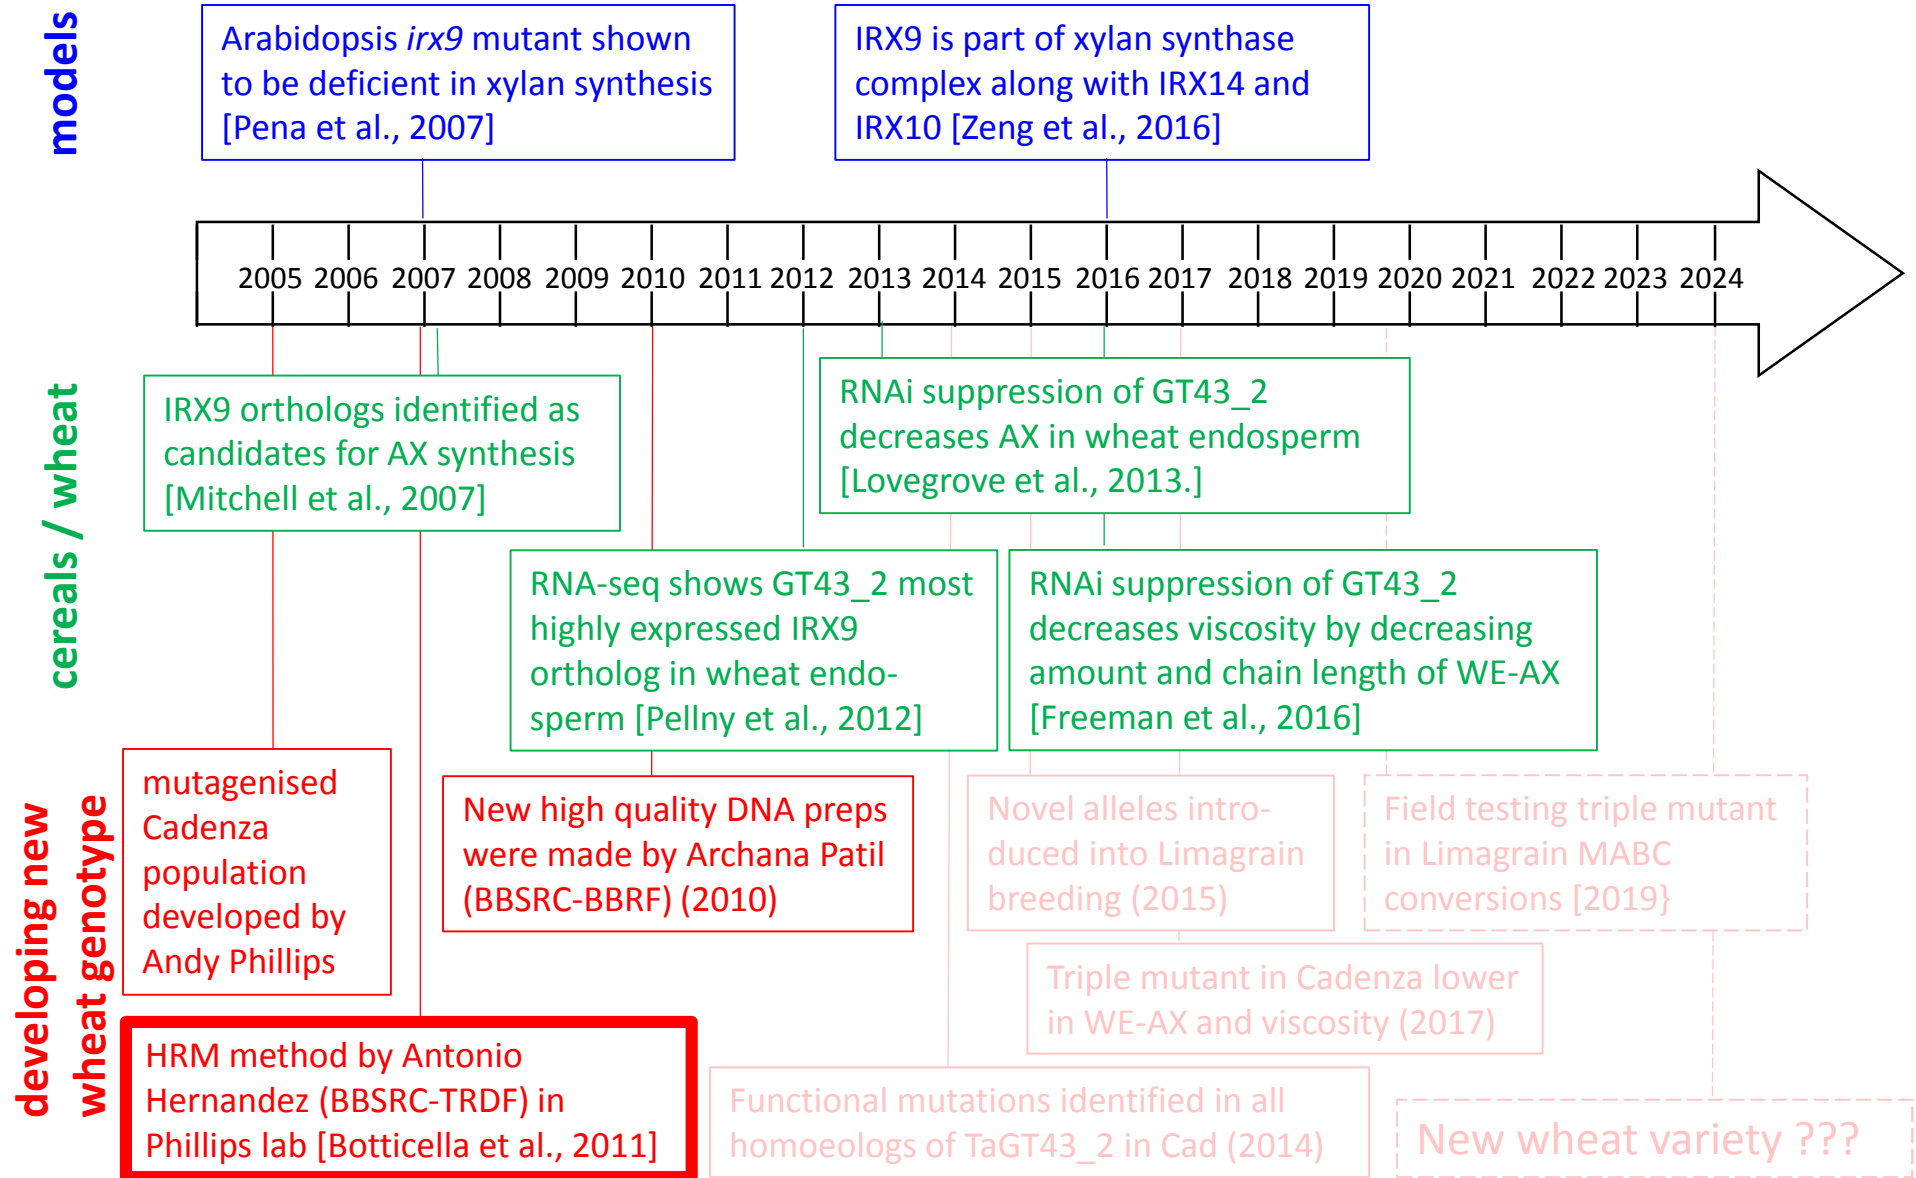 models
Arabidopsis irx9 mutant shown
to be deficient in xylan synthesis
[Pena et al., 2007]
IRX9 is part of xylan synthase
complex along with IRX14 and
IRX10 [Zeng et al., 2016]
2005 2006 2007 2008 2009 2010 2011 2012 2013 2014 2015 2016 2017 2018 2019 2020 2021 2022 2023 2024
cereals / wheat
IRX9 orthologs identified as
candidates for AX synthesis
[Mitchell et al., 2007]
RNAi suppression of GT43_2
decreases AX in wheat endosperm
[Lovegrove et al., 2013.]
RNA-seq shows GT43_2 most
highly expressed IRX9
ortholog in wheat endo-
sperm [Pellny et al., 2012]
RNAi suppression of GT43_2
decreases viscosity by decreasing
amount and chain length of WE-AX
[Freeman et al., 2016]
developing new
wheat genotype
mutagenised
Cadenza
population
developed by
Andy Phillips
New high quality DNA preps
were made by Archana Patil
(BBSRC-BBRF) (2010)
Novel alleles intro-
duced into Limagrain
breeding (2015)
Field testing triple mutant
in Limagrain MABC
conversions [2019}
Triple mutant in Cadenza lower
in WE-AX and viscosity (2017)
HRM method by Antonio
Hernandez (BBSRC-TRDF) in
Phillips lab [Botticella et al., 2011]
Functional mutations identified in all
homoeologs of TaGT43_2 in Cad (2014)
New wheat variety ???